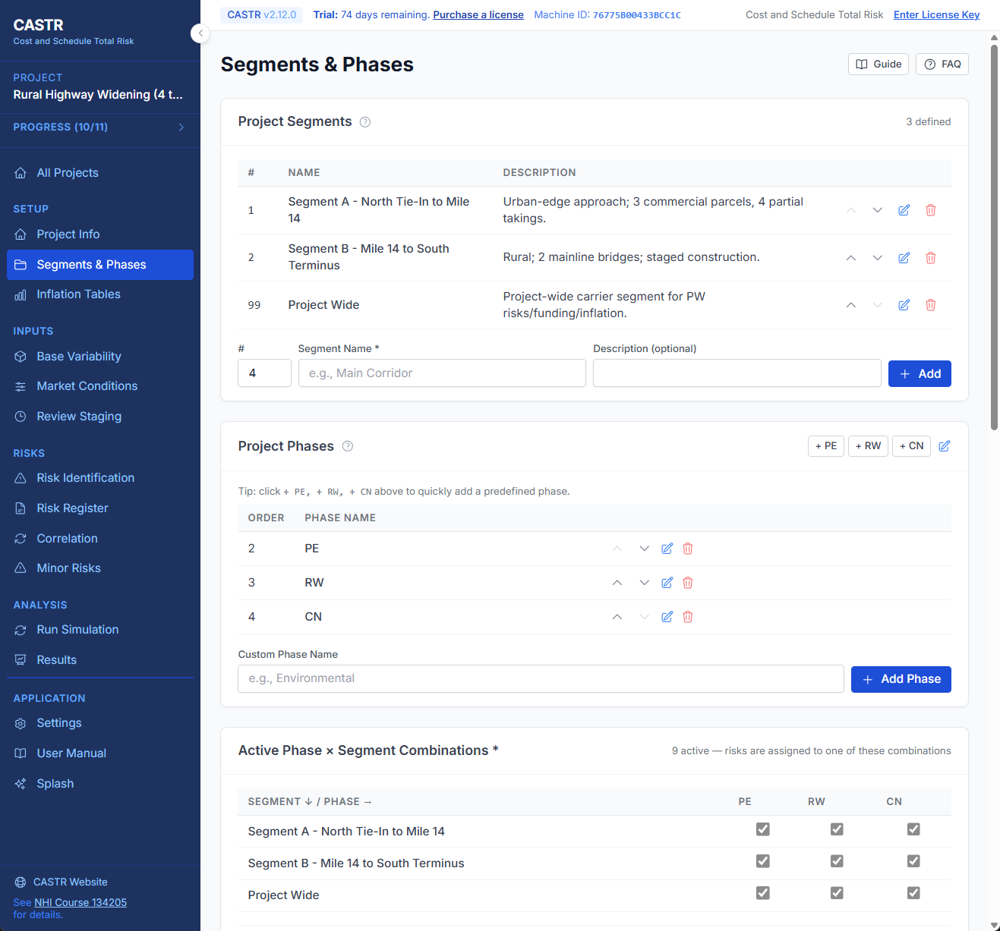 CASTR
Cost and Schedule Total Risk
PROJECT
Rural Highway Widening (4 t...
PROGRESS (10/11)
All Projects
SETUP
Project Info
Segments & Phases
Inflation Tables
INPUTS
Base Variability
Market Conditions
Review Staging
RISKS
Risk Identification
Risk Register
Correlation
Minor Risks
ANALYSIS
Run Simulation
Results
APPLICATION
Settings
User Manual
Splash
CASTR Website
See NHI Course 134205
for details.
CASTR v2.12.0 Trial: 74 days remaining. Purchase a license Machine ID: 76775B00433BCC1C Cost and Schedule Total Risk Enter License Key
Segments & Phases
Guide
FAQ
Project Segments
3 defined
# NAME DESCRIPTION
1 Segment A - North Tie-In to Mile 14 Urban-edge approach; 3 commercial parcels, 4 partial takings.
2 Segment B - Mile 14 to South Terminus Rural; 2 mainline bridges; staged construction.
99 Project Wide Project-wide carrier segment for PW risks/funding/inflation.
# Segment Name * Description (optional)
4 e.g., Main Corridor + Add
Project Phases
+ PE + RW + CN
Tip: click + PE, + RW, + CN above to quickly add a predefined phase.
ORDER PHASE NAME
2 PE
3 RW
4 CN
Custom Phase Name
e.g., Environmental + Add Phase
Active Phase × Segment Combinations *
9 active — risks are assigned to one of these combinations
SEGMENT ↓ / PHASE → PE RW CN
Segment A - North Tie-In to Mile 14
Segment B - Mile 14 to South Terminus
Project Wide